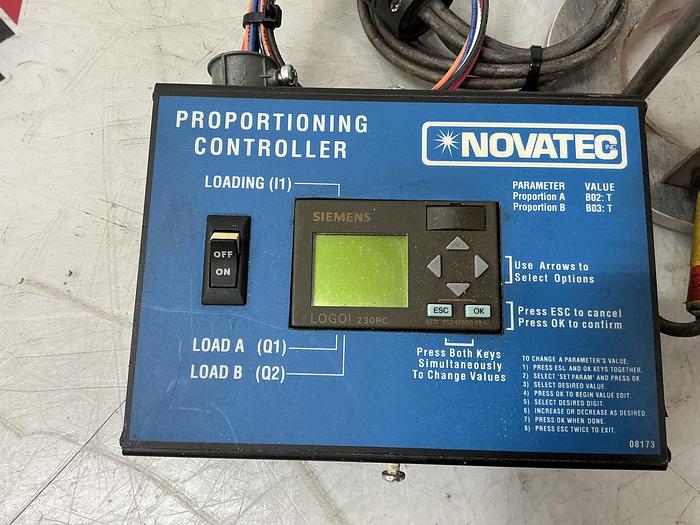 PROPORTIONING
CONTROLLER
NOVATEC INC
LOADING (I1)
PARAMETER VALUE
Proportion A B02: T
Proportion B B03: T
SIEMENS
OFF
ON
Use Arrows to
Select Options
ESC OK
LOGO! 230RC
Press ESC to cancel
Press OK to confirm
LOAD A (Q1)
LOAD B (Q2)
Press Both Keys
Simultaneously
To Change Values
TO CHANGE A PARAMETER'S VALUE:
1) PRESS ESC AND OK KEYS TOGETHER.
2) SELECT 'SET PARAM' AND PRESS OK.
3) SELECT DESIRED VALUE.
4) PRESS OK TO BEGIN VALUE EDIT.
5) SELECT DESIRED DIGIT.
6) INCREASE OR DECREASE AS DESIRED.
7) PRESS OK WHEN DONE.
8) PRESS ESC TWICE TO EXIT.
08173